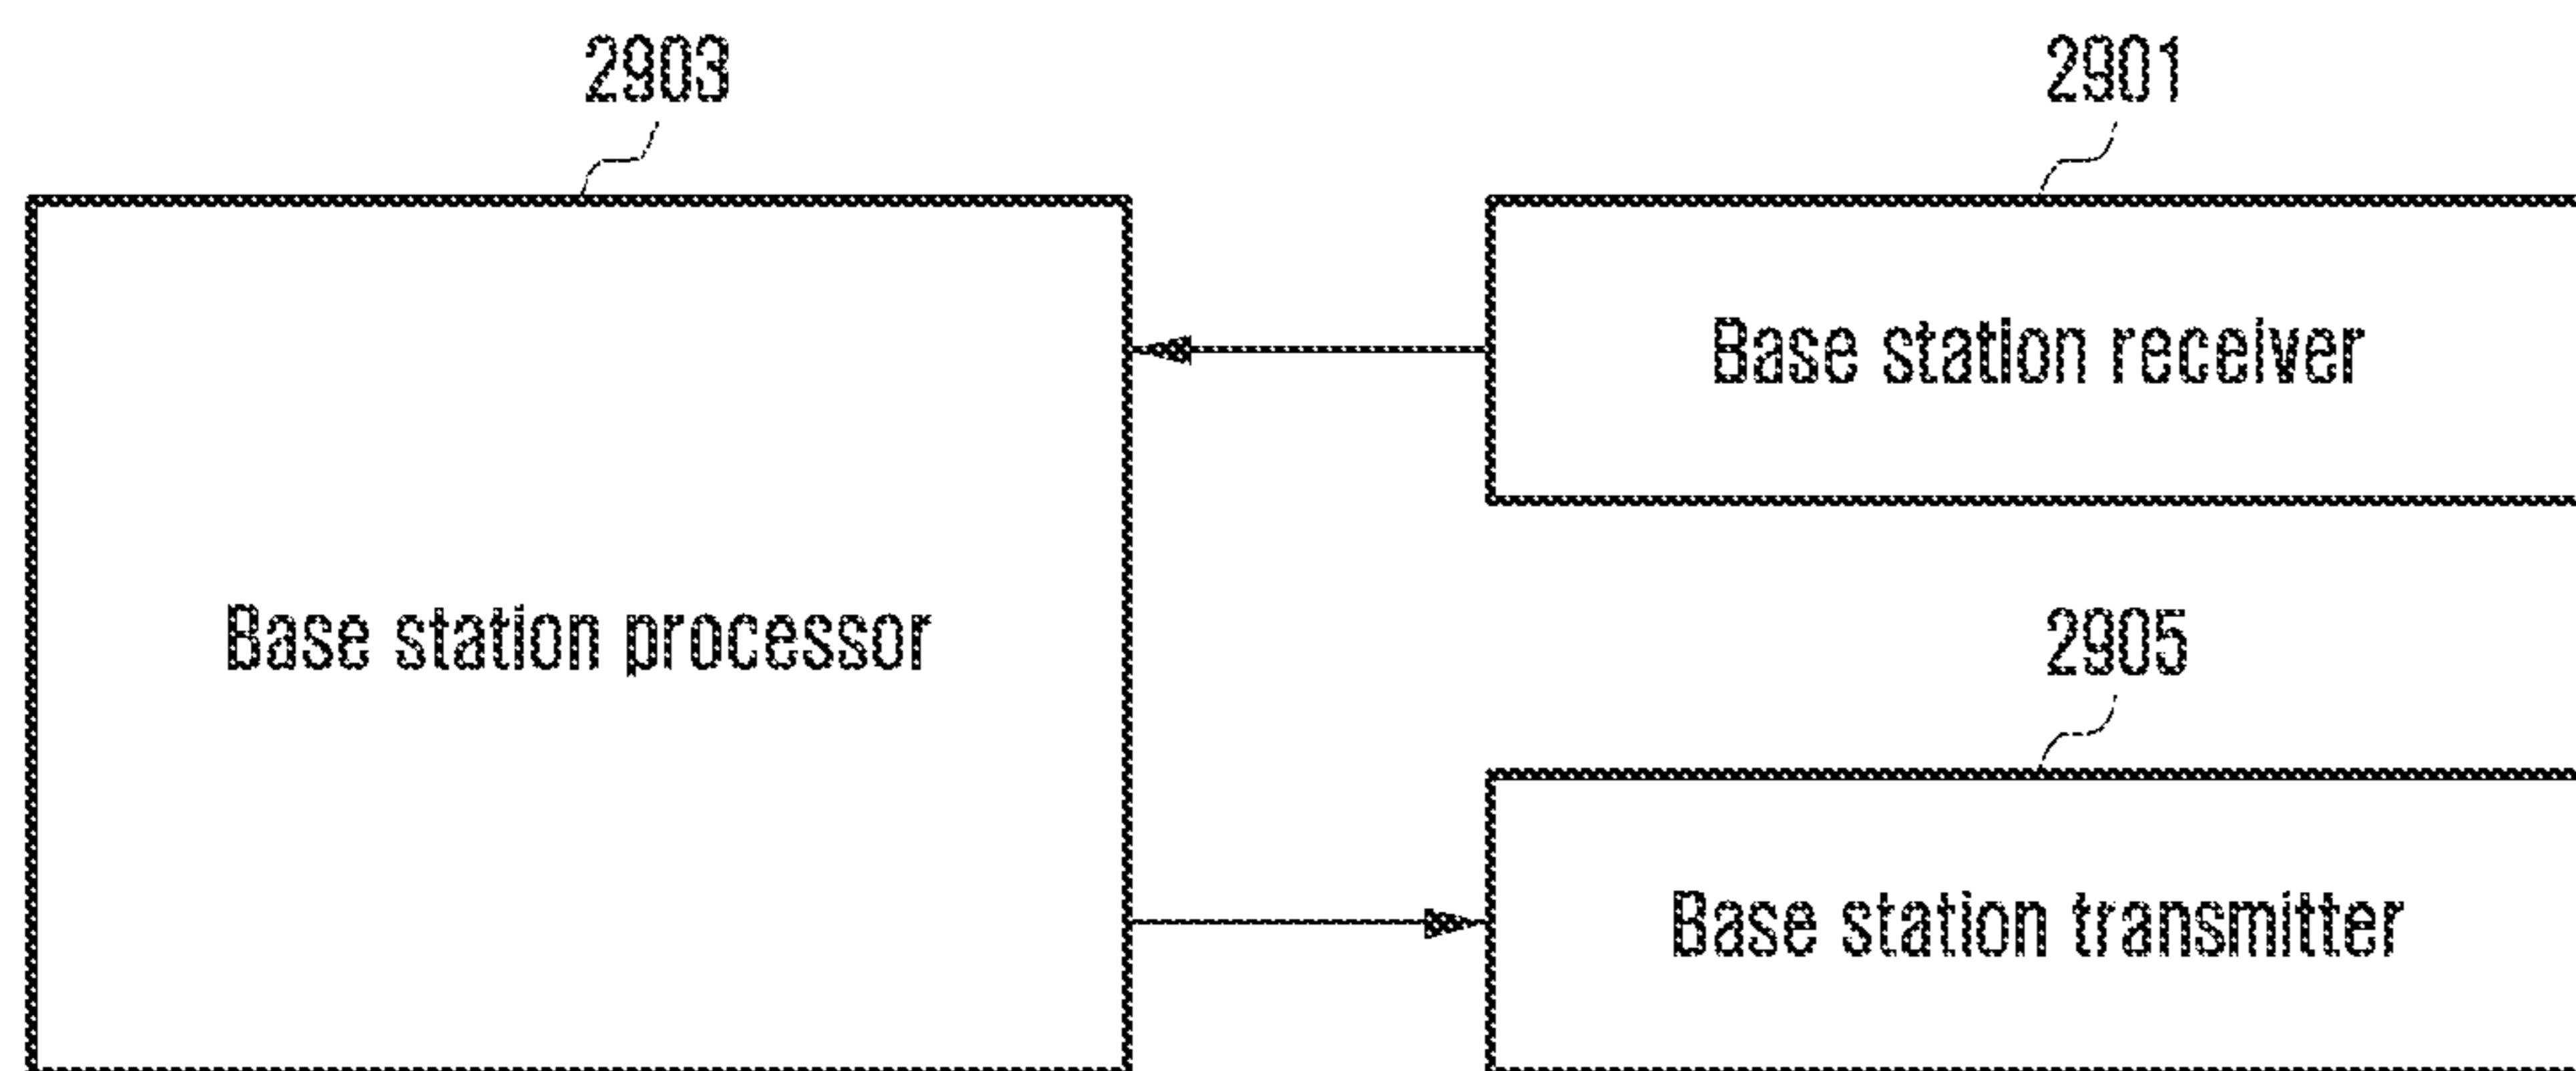 2903
2901
Base station receiver
Base station processor
2905
Base station transmitter